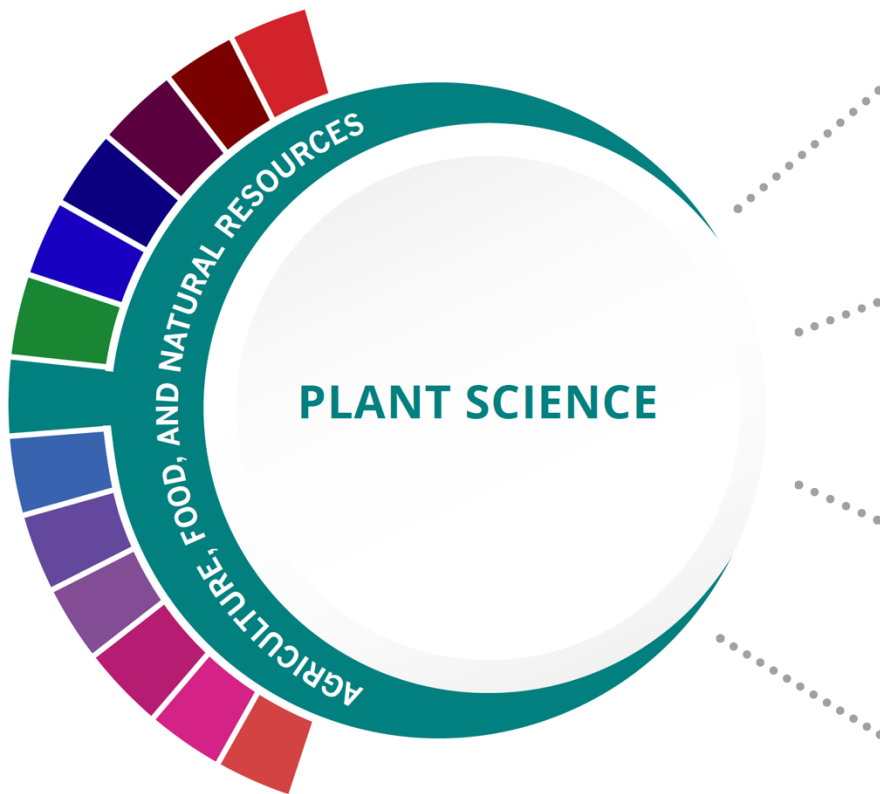 AGRICULTURE, FOOD, AND NATURAL RESOURCES
PLANT SCIENCE